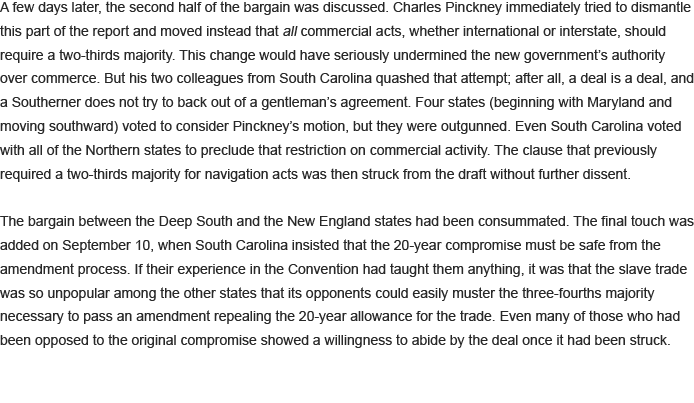 A few days later, the second half of the bargain was discussed. Charles Pinckney immediately tried to dismantle
this part of the report and moved instead that all commercial acts, whether international or interstate, should
require a two-thirds majority. This change would have seriously undermined the new government's authority
over commerce. But his two colleagues from South Carolina quashed that attempt; after all, a deal is a deal, and
a Southerner does not try to back out of a gentleman's agreement. Four states (beginning with Maryland and
moving southward) voted to consider Pinckney's motion, but they were outgunned. Even South Carolina voted
with all of the Northern states to preclude that restriction on commercial activity. The clause that previously
required a two-thirds majority for navigation acts was then struck from the draft without further dissent.

The bargain between the Deep South and the New England states had been consummated. The final touch was
added on September 10, when South Carolina insisted that the 20-year compromise must be safe from the
amendment process. If their experience in the Convention had taught them anything, it was that the slave trade
was so unpopular among the other states that its opponents could easily muster the three-fourths majority
necessary to pass an amendment repealing the 20-year allowance for the trade. Even many of those who had
been opposed to the original compromise showed a willingness to abide by the deal once it had been struck.